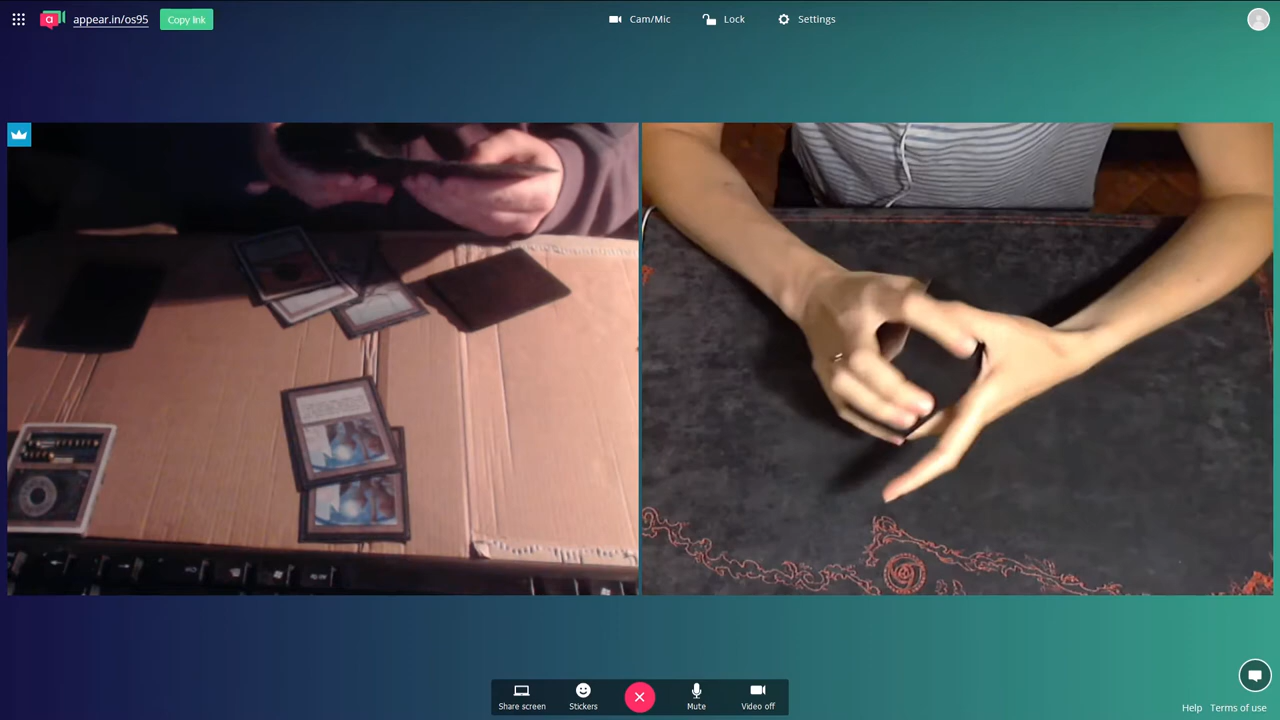 appear.in/os95
Copy link
Cam/Mic
Lock
Settings
Share screen
Stickers
Mute
Video off
Help
Terms of use